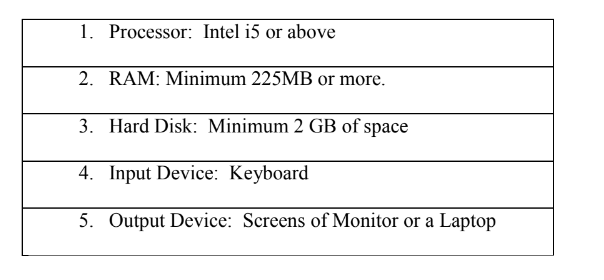 1. Processor: Intel i5 or above
2. RAM: Minimum 225MB or more.
3. Hard Disk: Minimum 2 GB of space
4. Input Device: Keyboard
5. Output Device: Screens of Monitor or a Laptop